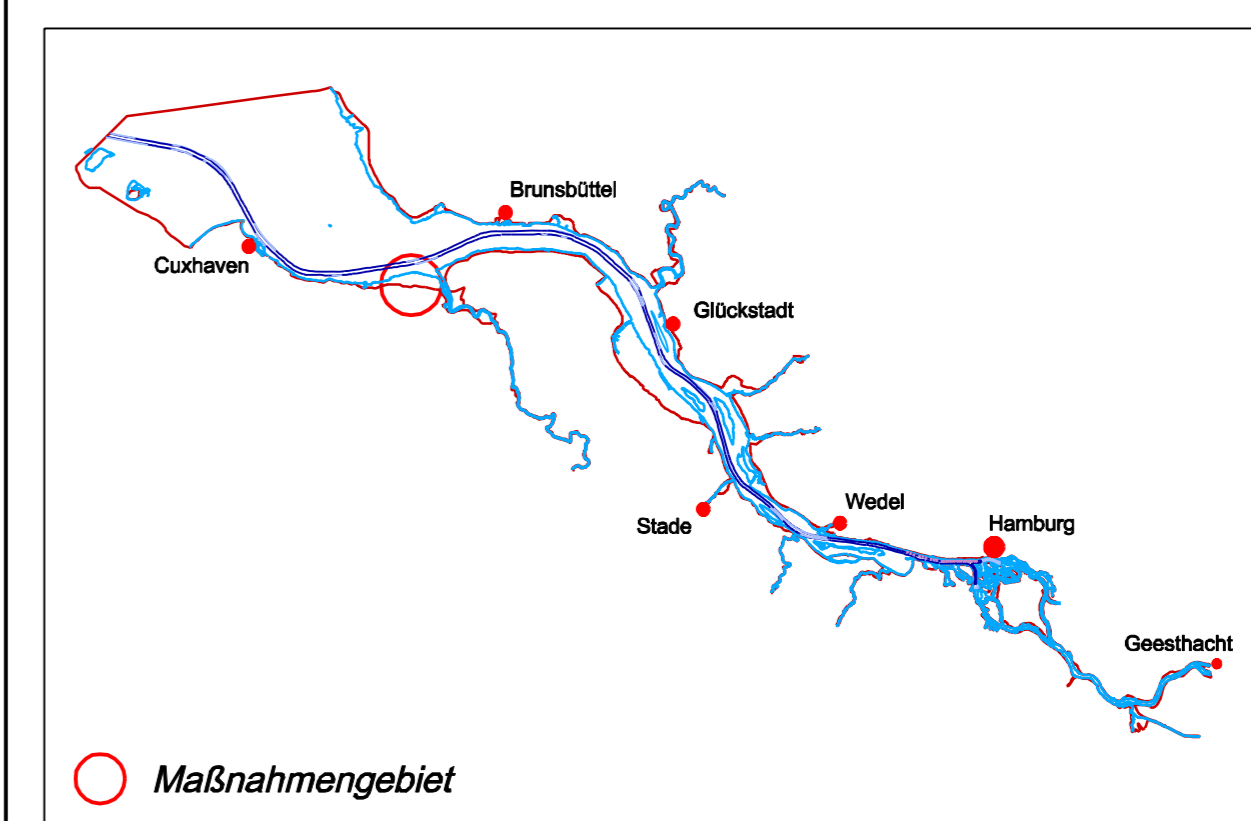 Brunsbüttel
Cuxhaven
Glückstadt
Wedel
Stade
Hamburg
Geesthacht
Maßnahmengebiet